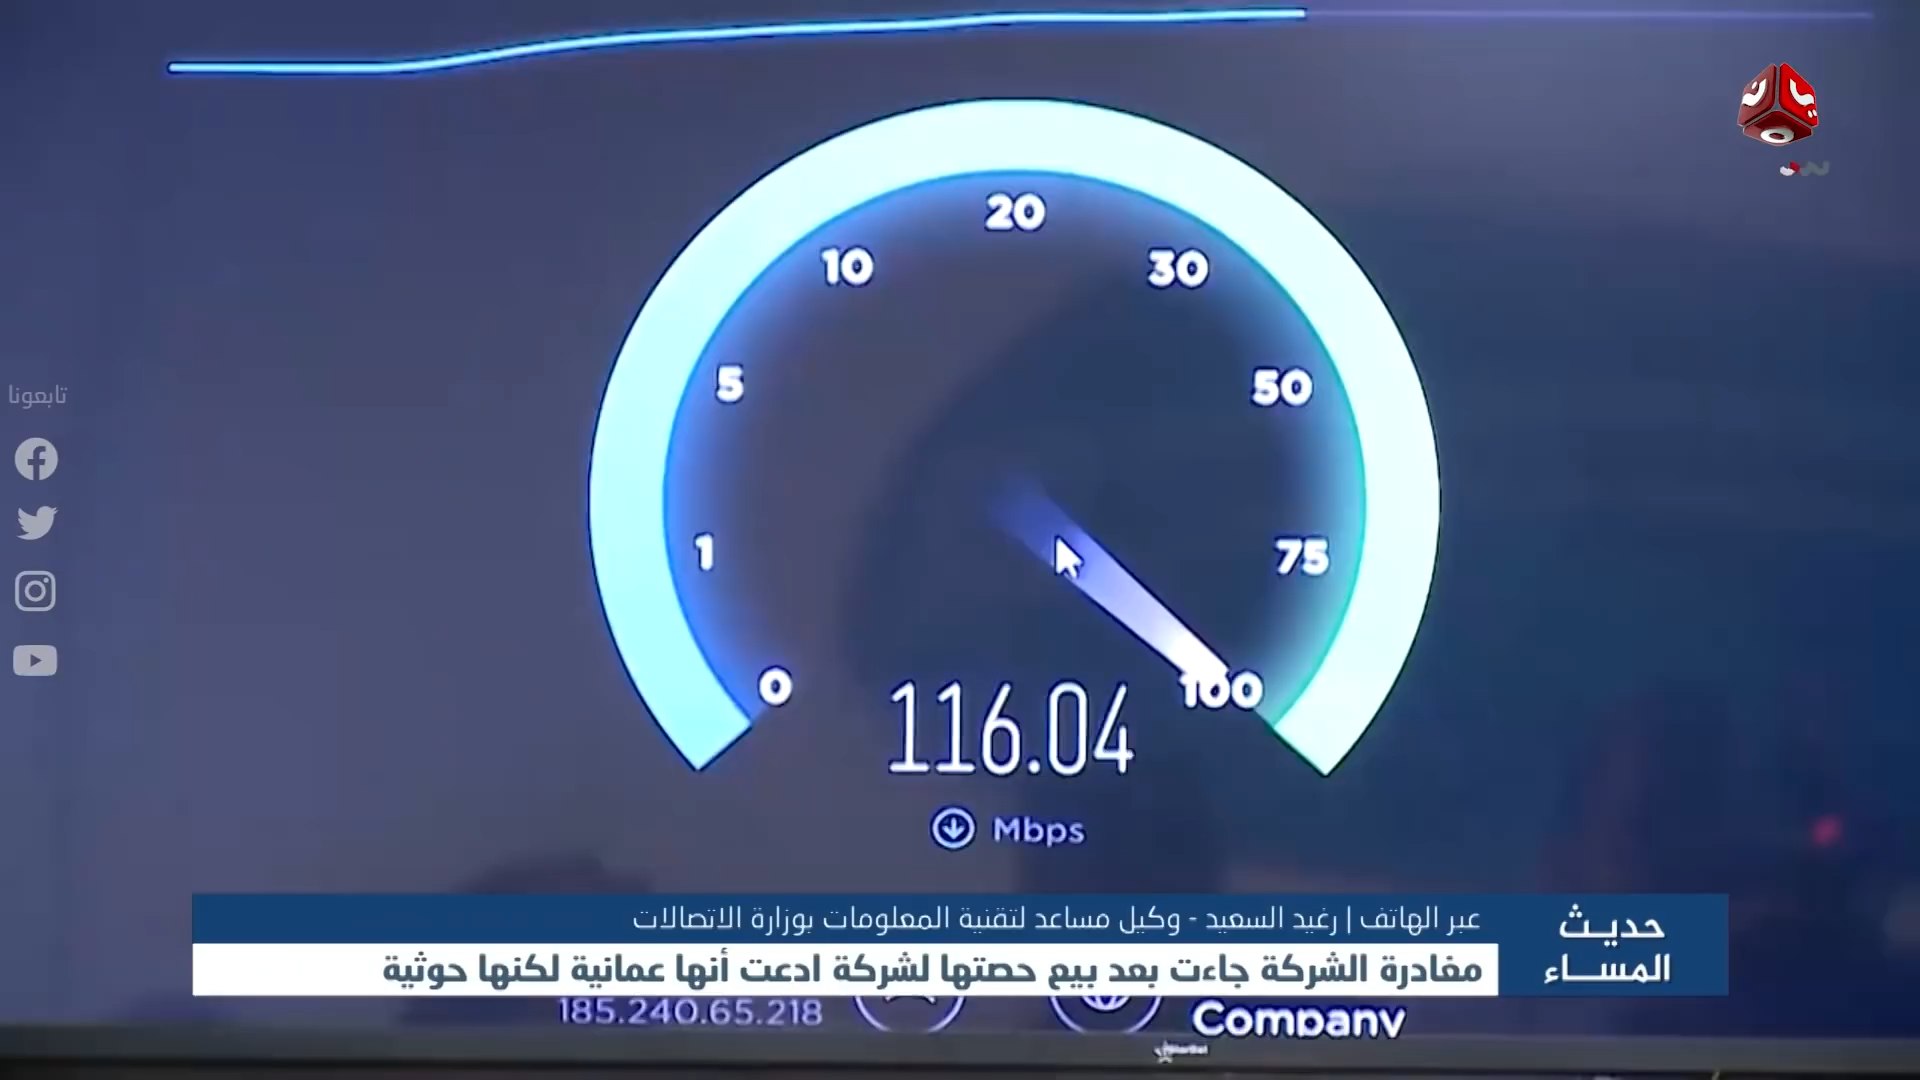 20
10
30
5
50
1
75
0
100
116.04
Mbps
تابعونا
عبر الهاتف | رغيد السعيد - وكيل مساعد لتقنية المعلومات بوزارة الاتصالات
حديث
المساء
مغادرة الشركة جاءت بعد بيع حصتها لشركة ادعت أنها عمانية لكنها حوثية
185.240.65.218
Company